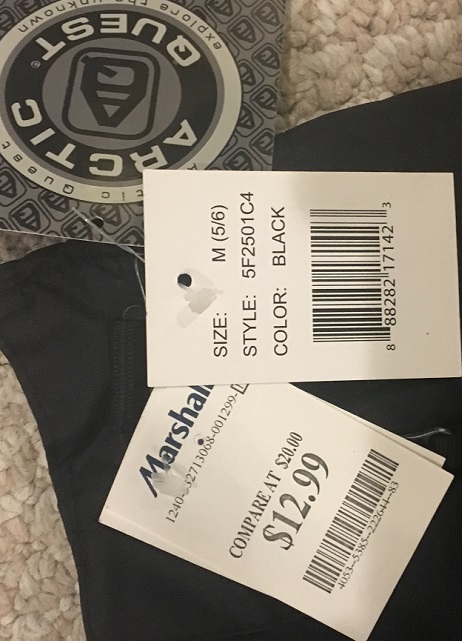 explore the unknown
ARCTIC
QUEST®
SIZE: M (5/6)
STYLE: 5F2501C4
COLOR: BLACK
8 88282 17142 3
Marshal
COMPARE AT $20.00
$12.99